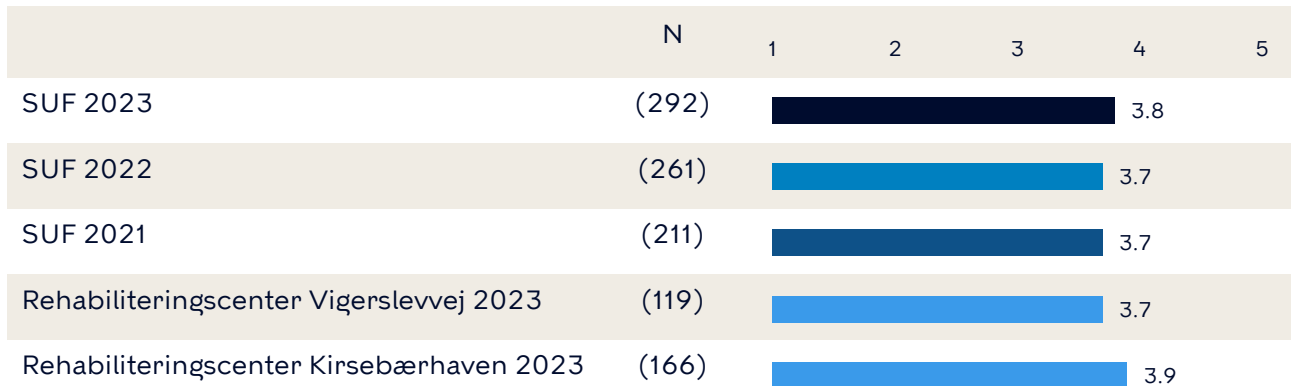 N 1 2 3 4 5
SUF 2023 (292) 3.8
SUF 2022 (261) 3.7
SUF 2021 (211) 3.7
Rehabiliteringscenter Vigerslevvej 2023 (119) 3.7
Rehabiliteringscenter Kirsebærhaven 2023 (166) 3.9